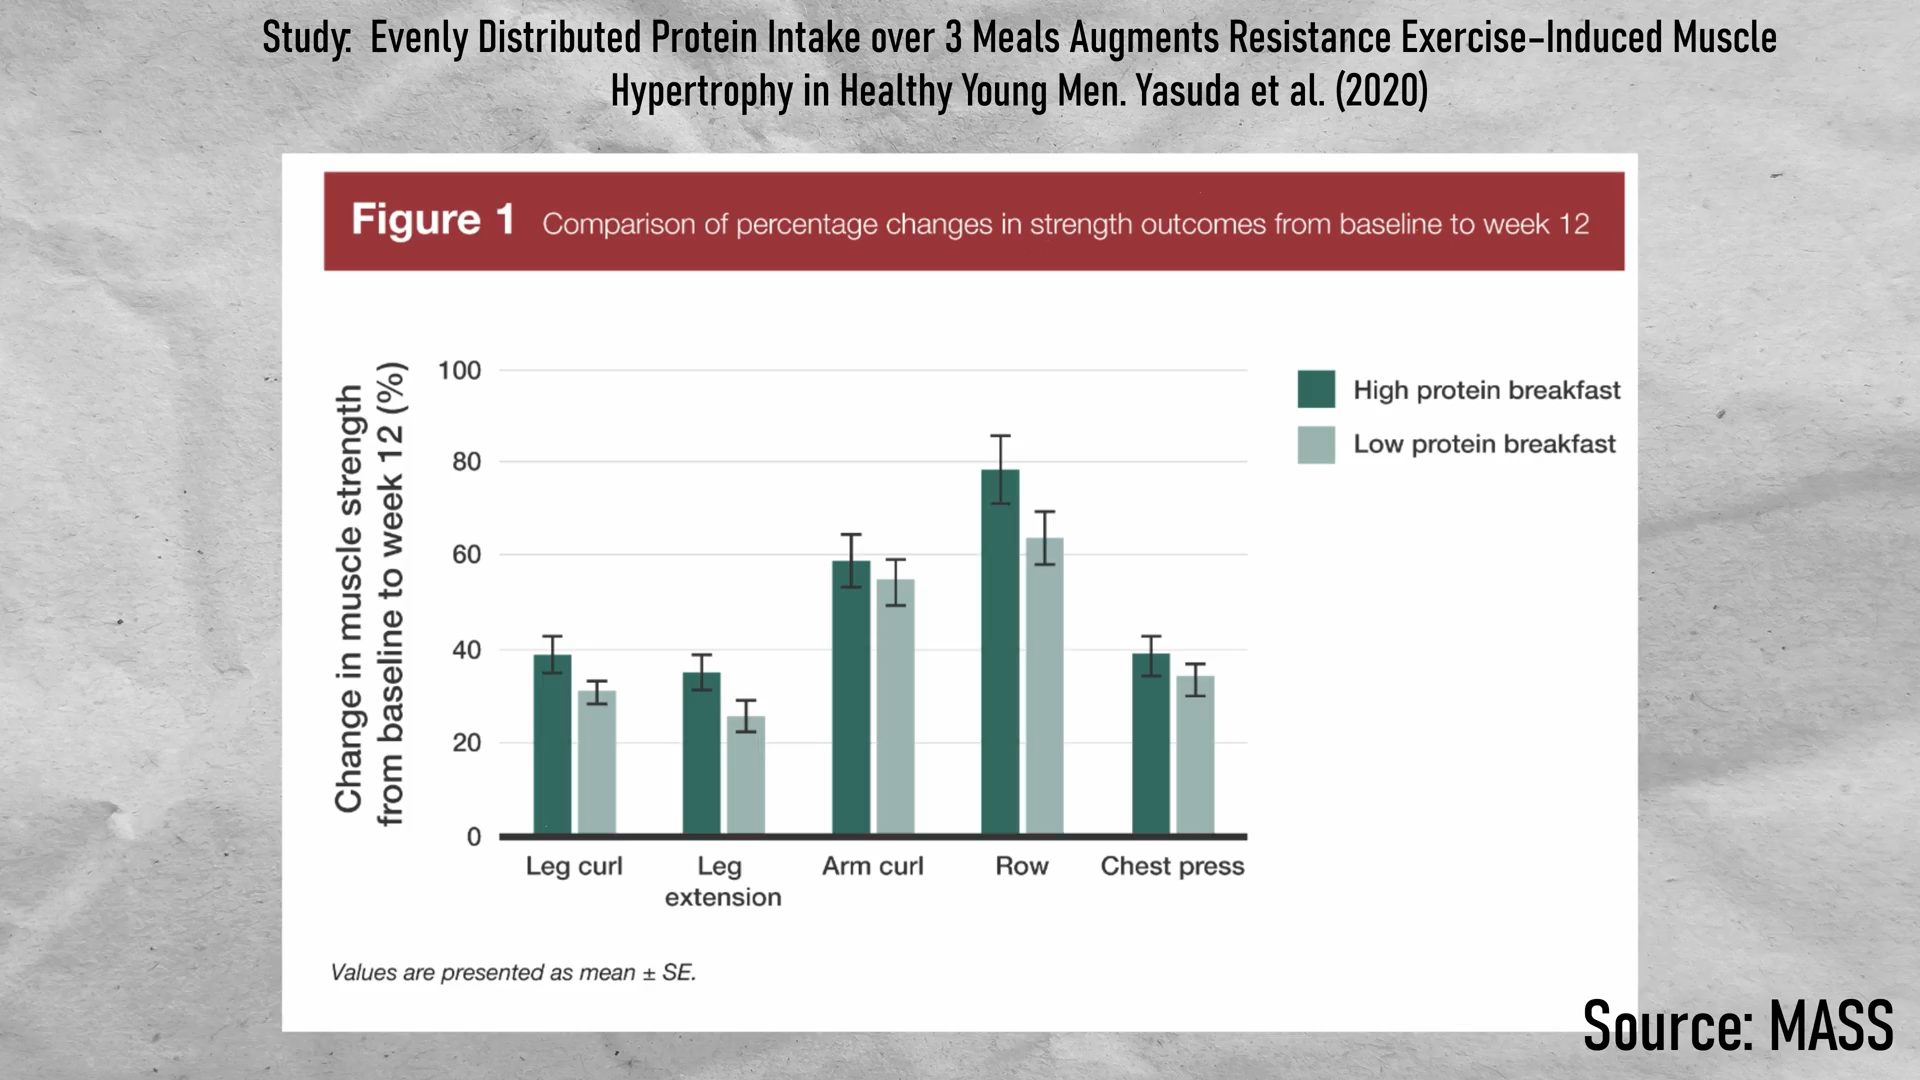 Study:  Evenly Distributed Protein Intake over 3 Meals Augments Resistance Exercise-Induced Muscle
Hypertrophy in Healthy Young Men. Yasuda et al. (2020)
Figure 1 Comparison of percentage changes in strength outcomes from baseline to week 12
Change in muscle strength
from baseline to week 12 (%)
100
80
60
40
20
0
High protein breakfast
Low protein breakfast
Leg curl
Leg
extension
Arm curl
Row
Chest press
Values are presented as mean ± SE.
Source: MASS